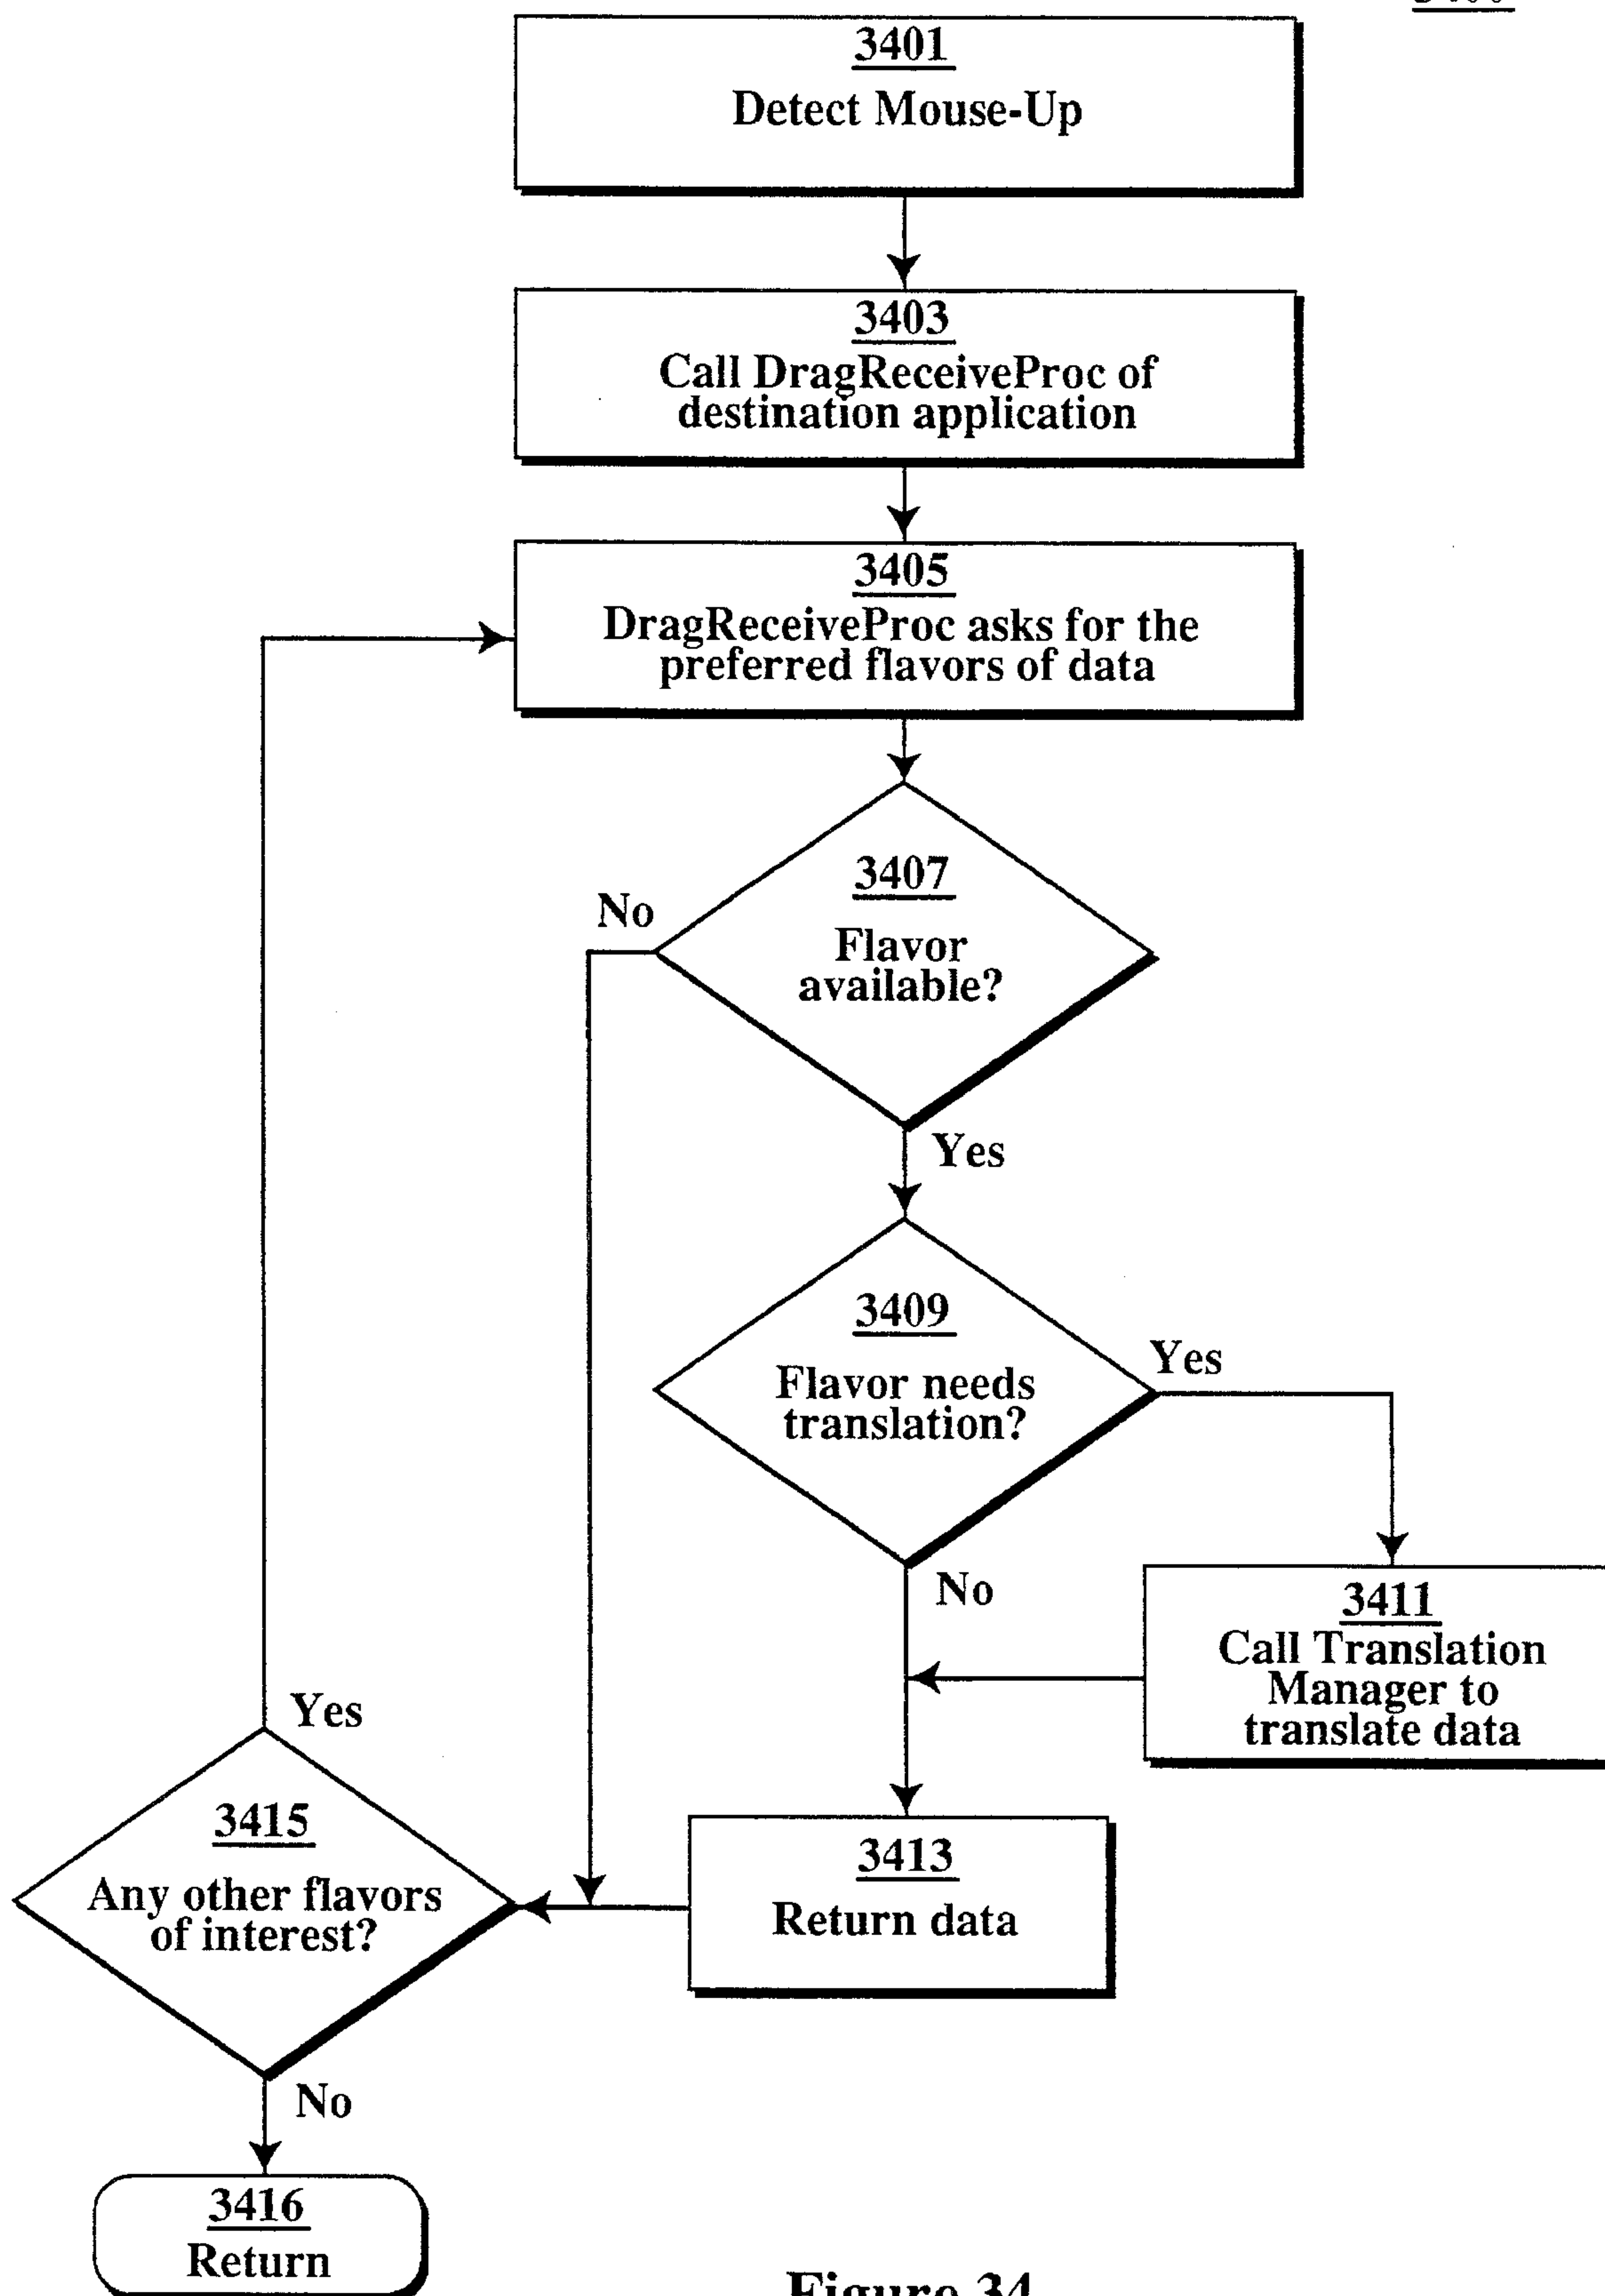 3401
Detect Mouse-Up
3403
Call DragReceiveProc of
destination application
3405
DragReceiveProc asks for the
preferred flavors of data
3407
Flavor
available?
No
Yes
3409
Flavor needs
translation?
Yes
No
3411
Call Translation
Manager to
translate data
3413
Return data
Yes
3415
Any other flavors
of interest?
No
3416
Return
Figure 34